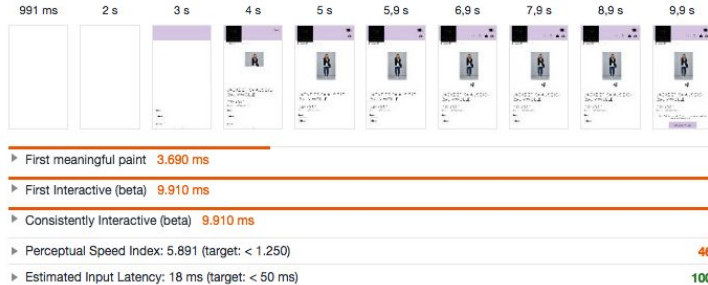 991 ms 2 s 3 s 4 s 5 s 5,9 s 6,9 s 7,9 s 8,9 s 9,9 s
First meaningful paint 3.690 ms
First Interactive (beta) 9.910 ms
Consistently Interactive (beta) 9.910 ms
Perceptual Speed Index: 5.891 (target: < 1.250)
Estimated Input Latency: 18 ms (target: < 50 ms) 100